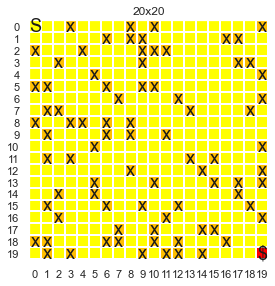 20x20
0 S X X X X
1 X X X X X
2 X X X X X
3 X X X X
4 X X
5 X X X X X
6 X X X
7 X X X X
8 X X X X X X
9 X X X X
10 X X X
11 X X X X
12 X X
13 X X X X X
14 X X X
15 X X X X X
16 X X
17 X X X X
18 X X X X X X
19 X X X X X S
0 1 2 3 4 5 6 7 8 9 10 11 12 13 14 15 16 17 18 19